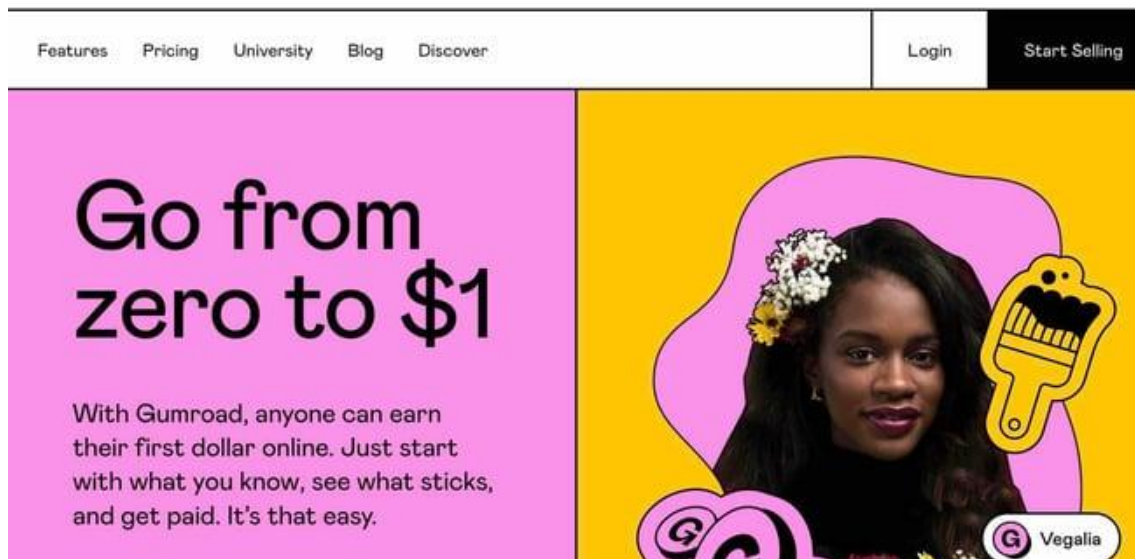 Features Pricing University Blog Discover Login Start Selling
Go from
zero to $1
With Gumroad, anyone can earn
their first dollar online. Just start
with what you know, see what sticks,
and get paid. It's that easy.
G
G
G Vegalia